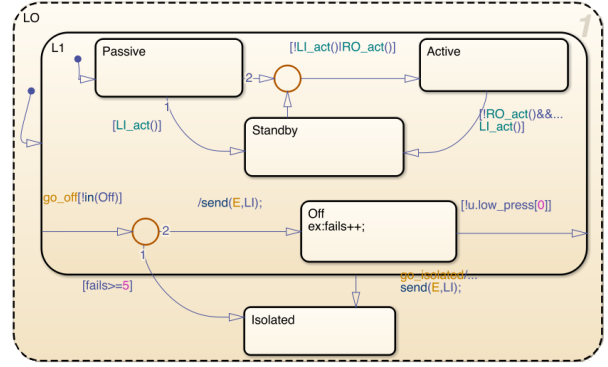 LO
1
L1
Passive
[!LI_act()|RO_act()]
Active
2
1
[LI_act()]
[!RO_act()&&...
LI_act()]
Standby
go_off[!in(Off)]
/send(E,LI);
Off
ex:fails++;
[!u.low_press[0]]
2
1
[fails>=5]
go_isolated/...
send(E,LI);
Isolated